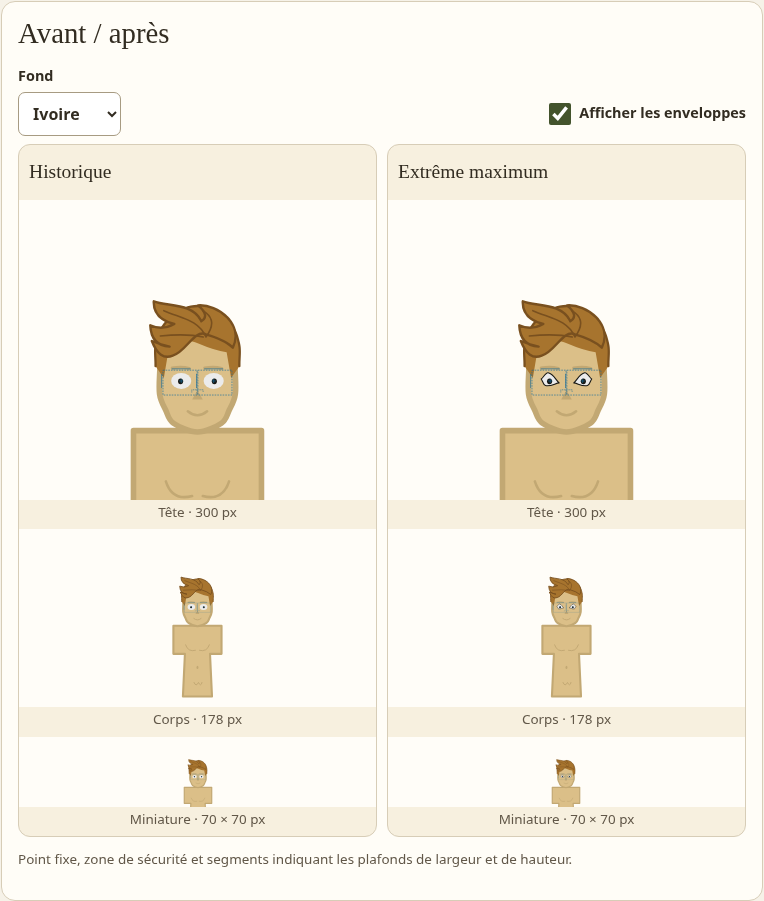 Avant / après
Fond
Ivoire
Afficher les enveloppes
Historique
Extrême maximum
Tête · 300 px
Tête · 300 px
Corps · 178 px
Corps · 178 px
Miniature · 70 × 70 px
Miniature · 70 × 70 px
Point fixe, zone de sécurité et segments indiquant les plafonds de largeur et de hauteur.